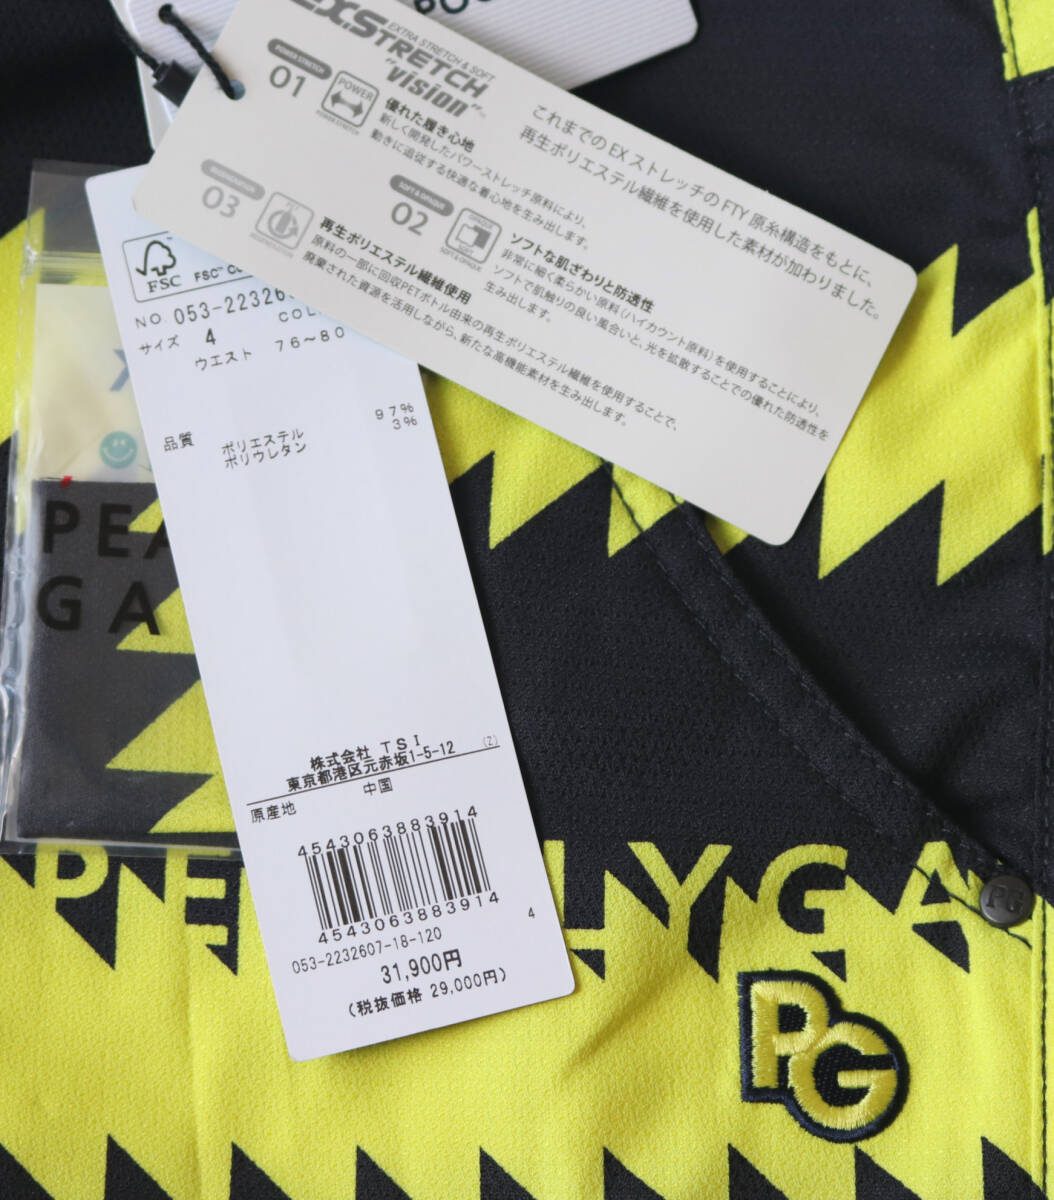 EX.STRETCH
EXTRA STRETCH & SOFT
"vision"
POWER STRETCH
01
POWER
POWER STRETCH
優れた履き心地
新しく開発したパワーストレッチ原料により、
動きに追従する快適な着心地を生み出します。
SOFT & OPAQUE
02
SOFT & OPAQUE
ソフトな肌ざわりと防透性
非常に細く柔らかい原料(ハイカウント原料)を使用することにより、
ソフトで肌触りの良い風合いと、光を拡散することでの優れた防透性を
生み出します。
03
再生ポリエステル繊維使用
原料の一部に回収PETボトル由来の再生ポリエステル繊維を使用することで、
廃棄された資源を活用しながら、新たな高機能素材を生み出します。
これまでのEXストレッチのFTY原糸構造をもとに、
再生ポリエステル繊維を使用した素材が加わりました。
FSC
NO. 053-22326
サイズ 4
ウエスト 76～80
品質
ポリエステル 97%
ポリウレタン 3%
株式会社 TSI
東京都港区元赤坂1-5-12 (Z)
原産地 中国
4543063883914
4543063883914
053-2232607-18-120 4
31,900円
(税抜価格 29,000円)
PEA
GA
PE LYGA
PG
PG